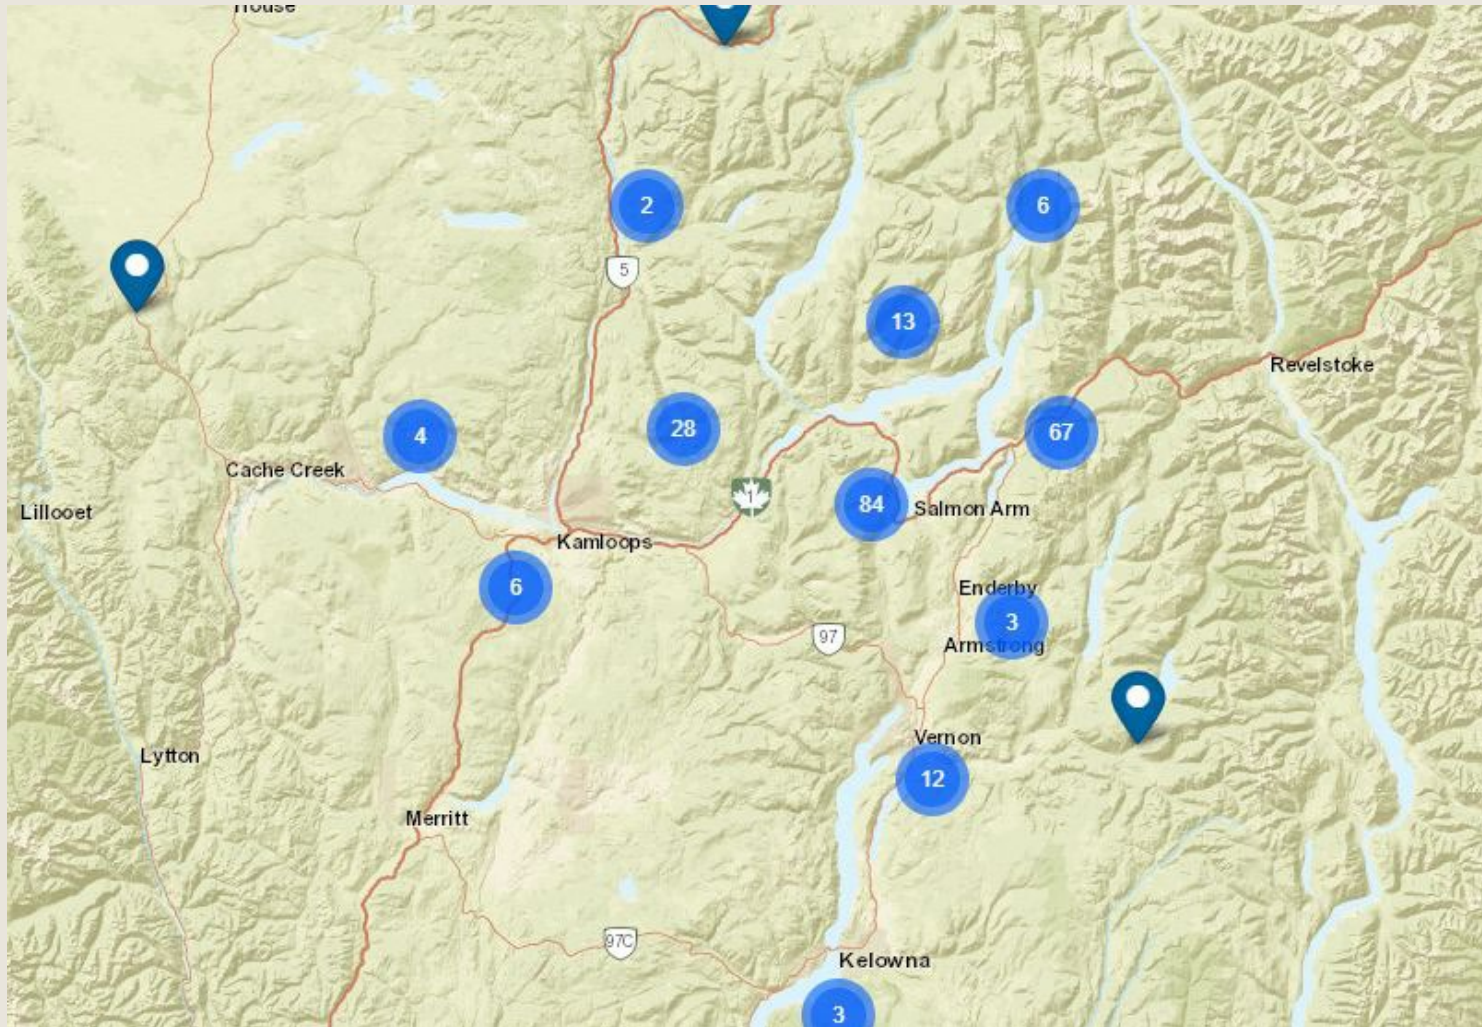 House
2
6
5
13
Revelstoke
4
28
67
Cache Creek
1
84
Salmon Arm
Lillooet
Kamloops
6
Enderby
3
97
Armstrong
Vernon
Lytton
12
Merritt
97C
Kelowna
3